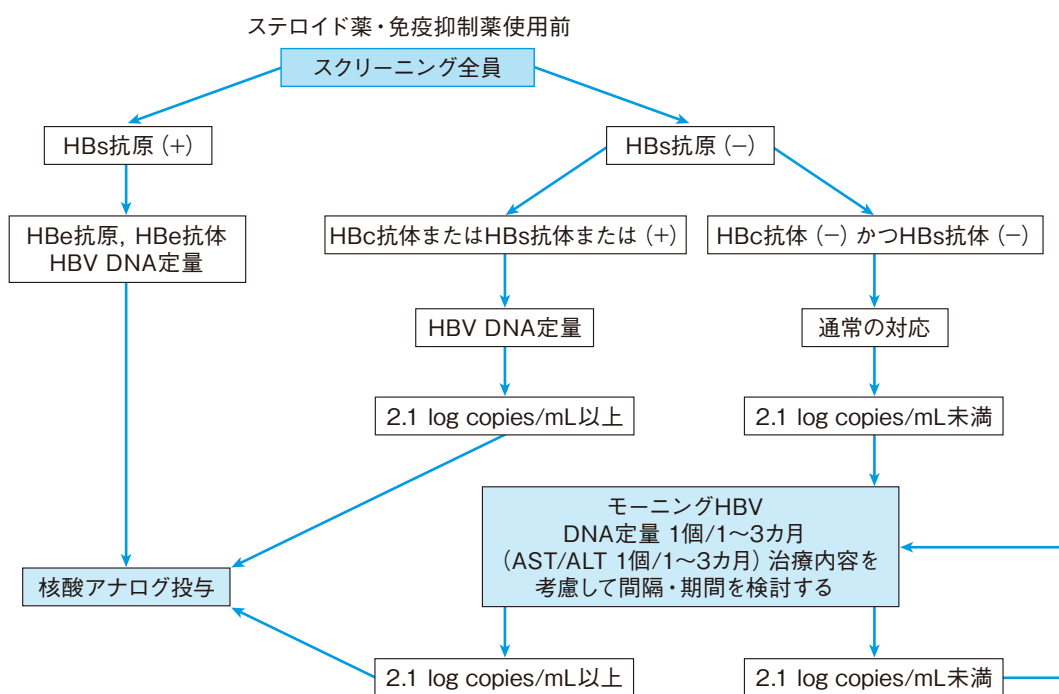 ステロイド薬・免疫抑制薬使用前
スクリーニング全員
HBs抗原（+）
HBs抗原（−）
HBe抗原, HBe抗体
HBV DNA定量
HBc抗体またはHBs抗体または（+）
HBc抗体（−）かつHBs抗体（−）
HBV DNA定量
通常の対応
2.1 log copies/mL以上
2.1 log copies/mL未満
モーニングHBV
DNA定量 1個/1〜3カ月
（AST/ALT 1個/1〜3カ月）治療内容を
考慮して間隔・期間を検討する
核酸アナログ投与
2.1 log copies/mL以上
2.1 log copies/mL未満